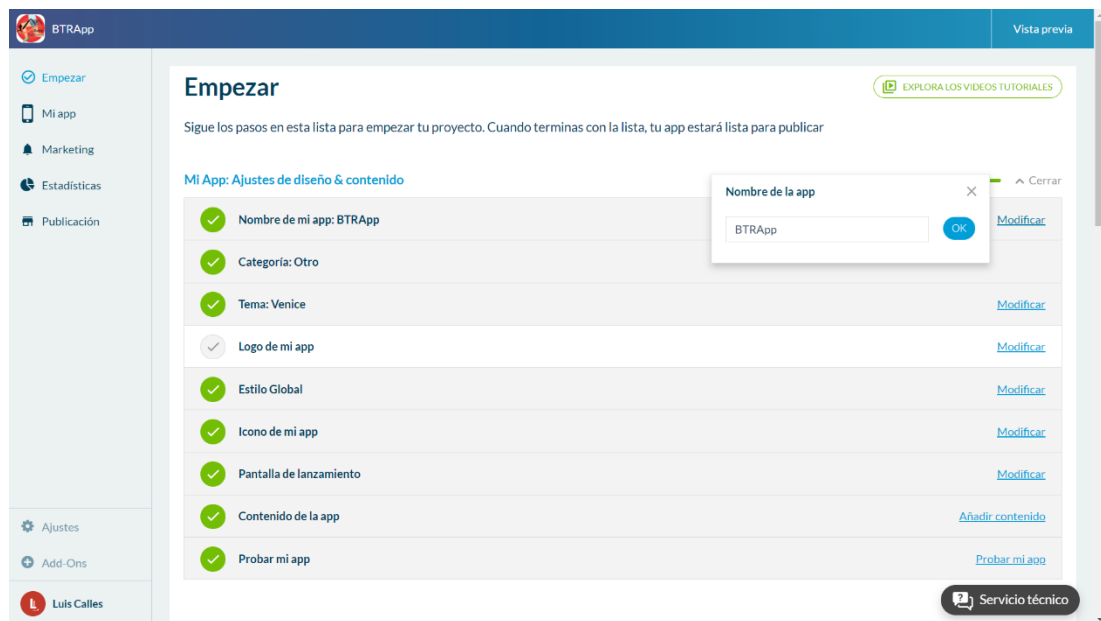 BTRApp
Vista previa
Empezar
Mi app
Marketing
Estadísticas
Publicación
Ajustes
Add-Ons
Luis Calles
Empezar
EXPLORA LOS VIDEOS TUTORIALES
Sigue los pasos en esta lista para empezar tu proyecto. Cuando terminas con la lista, tu app estará lista para publicar
Mi App: Ajustes de diseño & contenido
Cerrar
Nombre de la app
BTRApp
OK
Nombre de mi app: BTRApp
Modificar
Categoría: Otro
Tema: Venice
Modificar
Logo de mi app
Modificar
Estilo Global
Modificar
Icono de mi app
Modificar
Pantalla de lanzamiento
Modificar
Contenido de la app
Añadir contenido
Probar mi app
Probar mi app
Servicio técnico